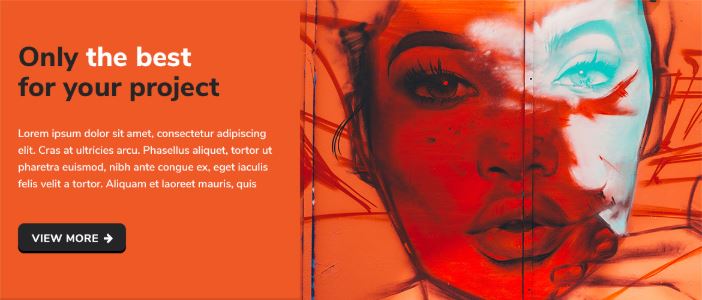 Only the best
for your project
Lorem ipsum dolor sit amet, consectetur adipiscing
elit. Cras at ultricies arcu. Phasellus aliquet, tortor ut
pharetra euismod, nibh ante congue ex, eget iaculis
felis velit a tortor. Aliquam et laoreet mauris, quis
VIEW MORE →